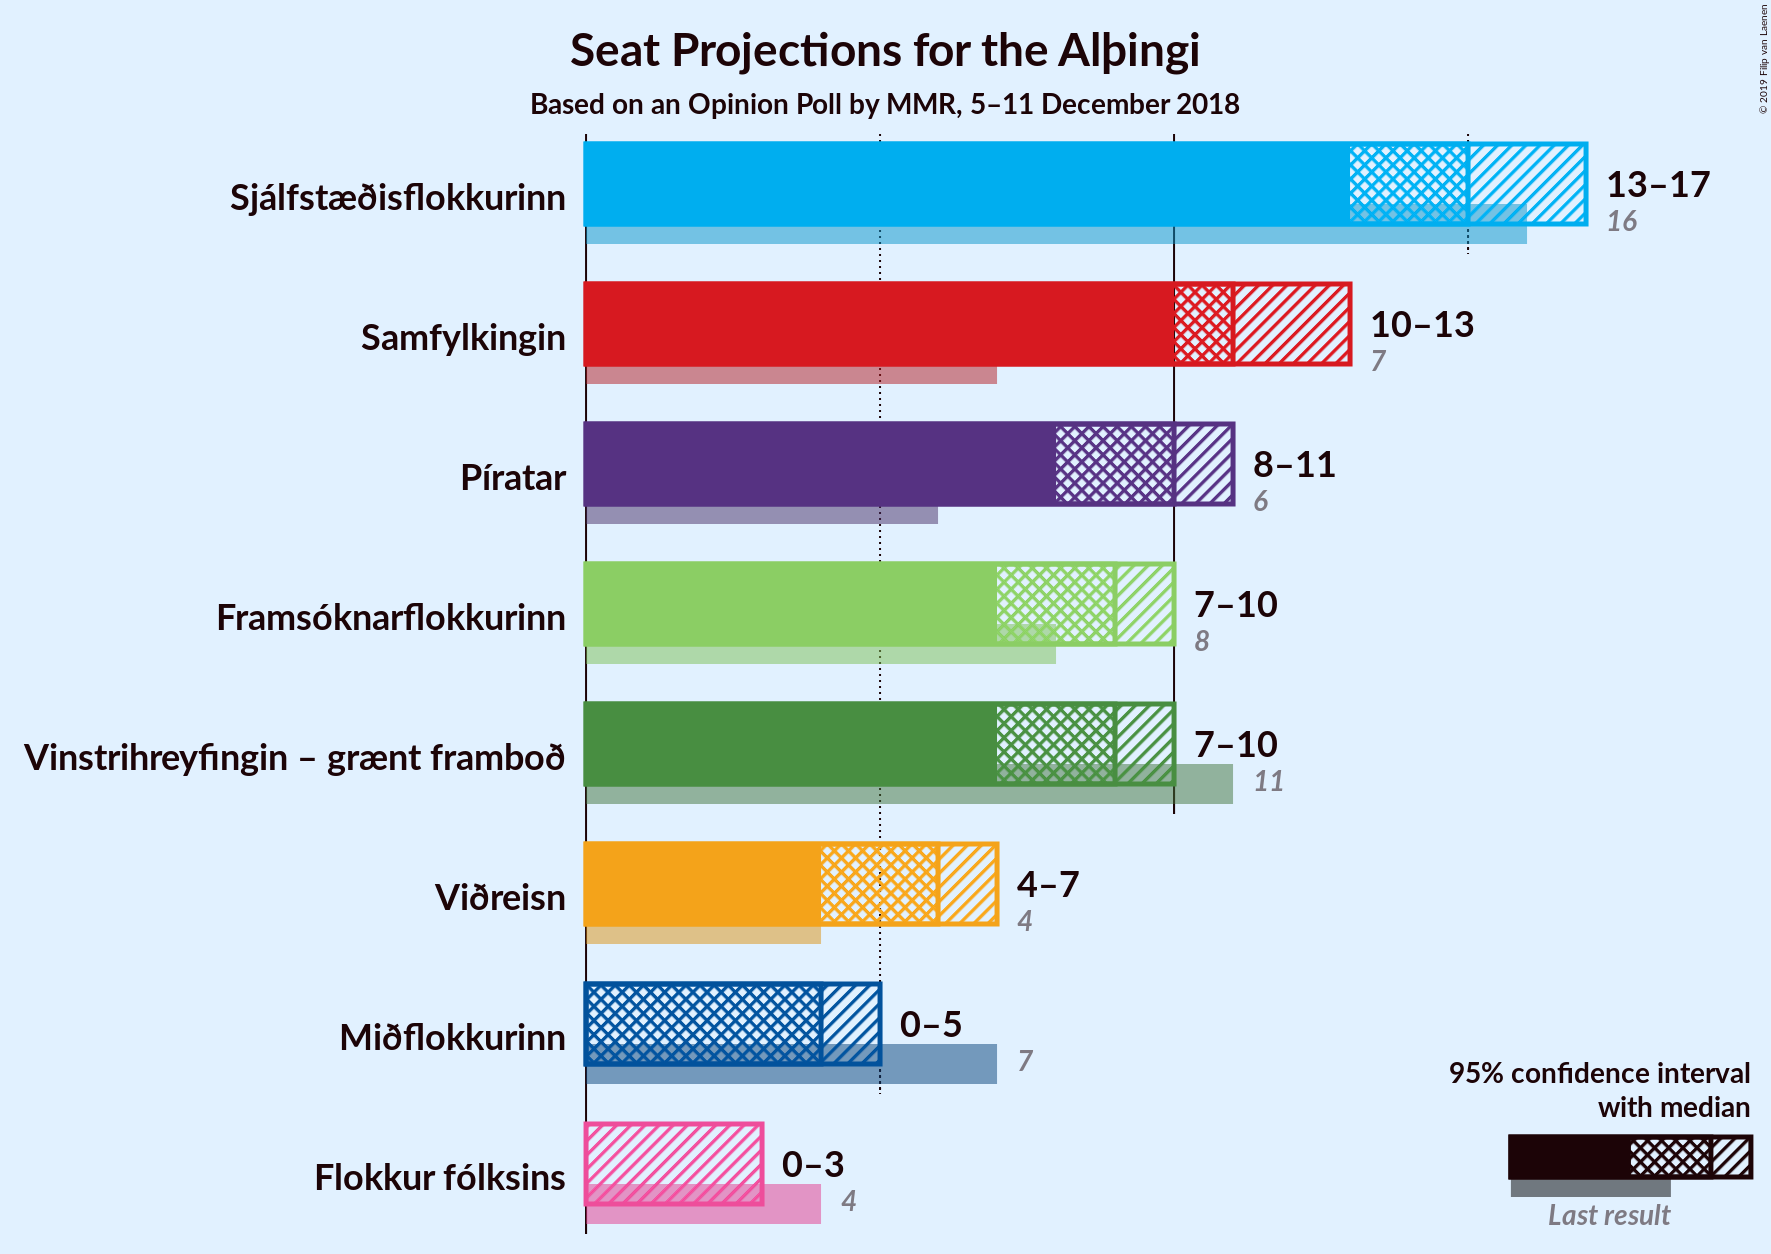 Seat Projections for the Alþingi
Based on an Opinion Poll by MMR, 5–11 December 2018
© 2019 Filip van Laenen
Sjálfstæðisflokkurinn
13–17
16
Samfylkingin
10–13
7
Píratar
8–11
6
Framsóknarflokkurinn
7–10
8
Vinstrihreyfingin – grænt framboð
7–10
11
Viðreisn
4–7
4
Miðflokkurinn
0–5
7
Flokkur fólksins
0–3
4
95% confidence interval
with median
Last result